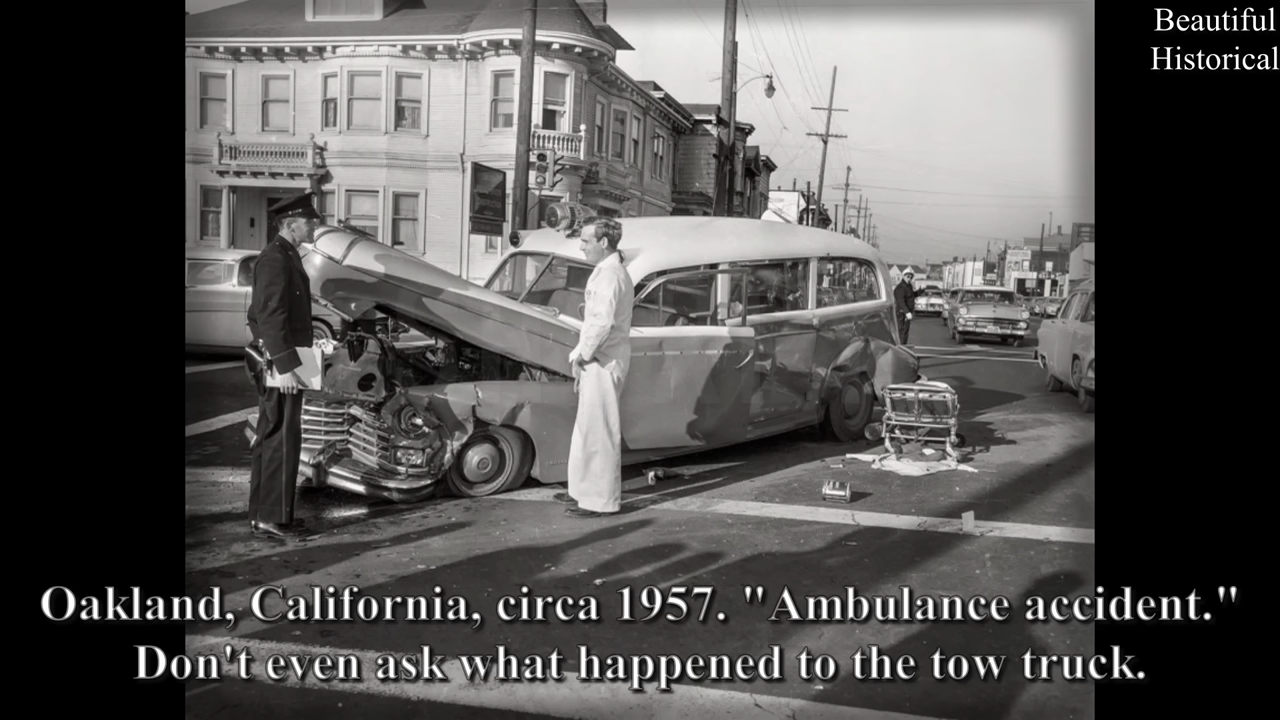 Beautiful
Historical
Oakland, California, circa 1957. "Ambulance accident."
Don't even ask what happened to the tow truck.